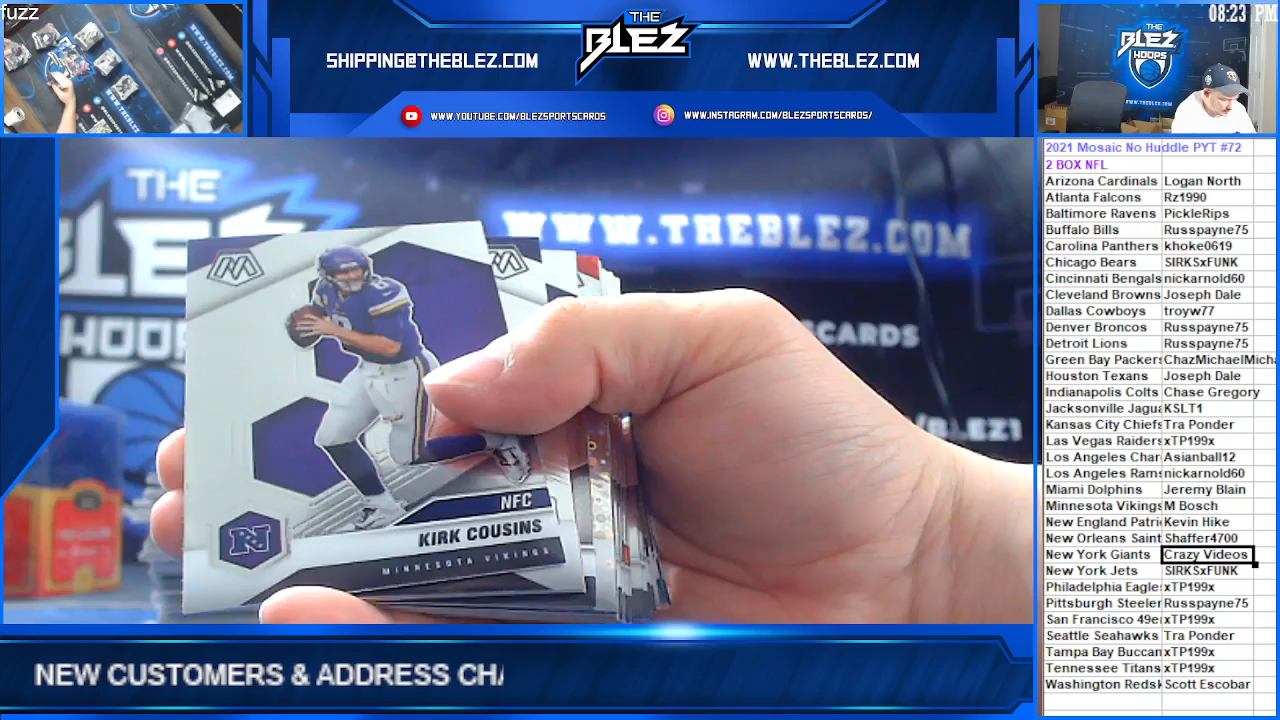 fuzz
SHIPPING@THEBLEZ.COM
THE
BLEZ
WWW.THEBLEZ.COM
WWW.YOUTUBE.COM/BLEZSPORTSCARDS
WWW.INSTAGRAM.COM/BLEZSPORTSCARDS/
08:23 PM
THE
BLEZ
HOOPS
THE
HOO
WWW.THEBLEZ.COM
SCARDS
/BLEZ1
NFC
KIRK COUSINS
MINNESOTA VIKINGS
N
2021 Mosaic No Huddle PYT #72
2 BOX NFL
Arizona Cardinals Logan North
Atlanta Falcons Rz1990
Baltimore Ravens PickleRips
Buffalo Bills Russpayne75
Carolina Panthers khoke0619
Chicago Bears SIRKSxFUNK
Cincinnati Bengals nickarnold60
Cleveland Browns Joseph Dale
Dallas Cowboys troyw77
Denver Broncos Russpayne75
Detroit Lions Russpayne75
Green Bay Packers ChazMichaelMicha
Houston Texans Joseph Dale
Indianapolis Colts Chase Gregory
Jacksonville Jagua KSLT1
Kansas City Chiefs Tra Ponder
Las Vegas Raiders xTP199x
Los Angeles Char Asianball12
Los Angeles Rams nickarnold60
Miami Dolphins Jeremy Blain
Minnesota Vikings M Bosch
New England Patri Kevin Hike
New Orleans Saint Shaffer4700
New York Giants Crazy Videos
New York Jets SIRKSxFUNK
Philadelphia Eagle xTP199x
Pittsburgh Steeler Russpayne75
San Francisco 49e xTP199x
Seattle Seahawks Tra Ponder
Tampa Bay Buccan xTP199x
Tennessee Titans xTP199x
Washington Redsk Scott Escobar
NEW CUSTOMERS & ADDRESS CHA